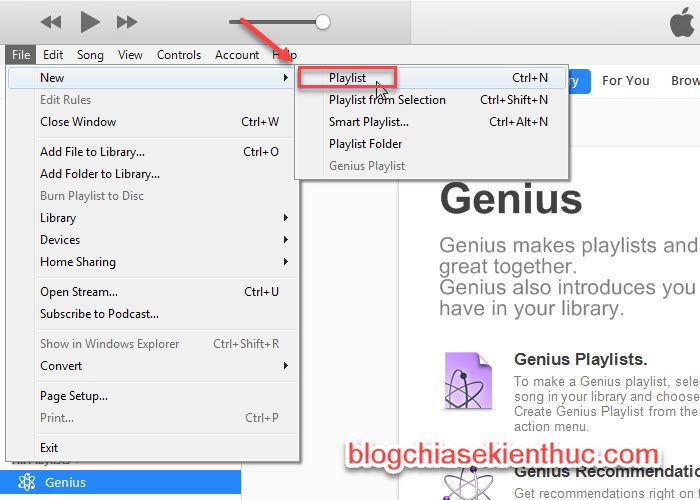 File Edit Song View Controls Account Help
New
Edit Rules
Close Window Ctrl+W
Add File to Library... Ctrl+O
Add Folder to Library...
Burn Playlist to Disc
Library
Devices
Home Sharing
Open Stream... Ctrl+U
Subscribe to Podcast...
Show in Windows Explorer Ctrl+Shift+R
Convert
Page Setup...
Print... Ctrl+P
Exit
Genius
Playlist Ctrl+N
Playlist from Selection Ctrl+Shift+N
Smart Playlist... Ctrl+Alt+N
Playlist Folder
Genius Playlist
For You Brow
Genius
Genius makes playlists and
great together.
Genius also introduces you
have in your library.
Genius Playlists.
To make a Genius playlist, sele
song in your library and choose
Create Genius Playlist from the
action menu.
blogchiasekienthuc.com
Genius Recommendation
Get recommendations right on